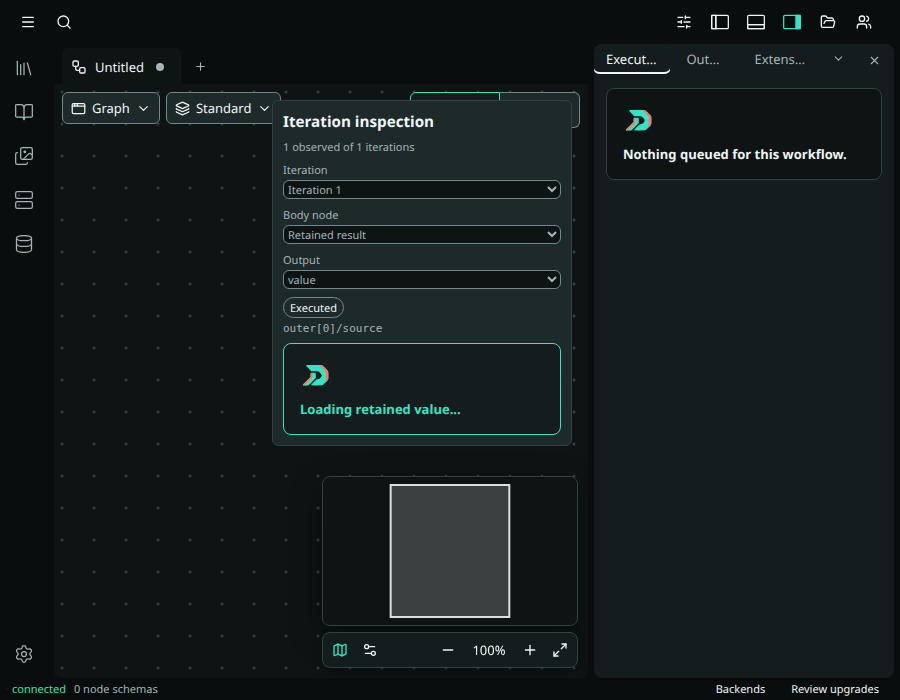 Untitled
Execut...
Out...
Extens...
Graph
Standard
Iteration inspection
1 observed of 1 iterations
Iteration
Iteration 1
Body node
Retained result
Output
value
Executed
outer[0]/source
Loading retained value...
Nothing queued for this workflow.
100%
connected
0 node schemas
Backends
Review upgrades